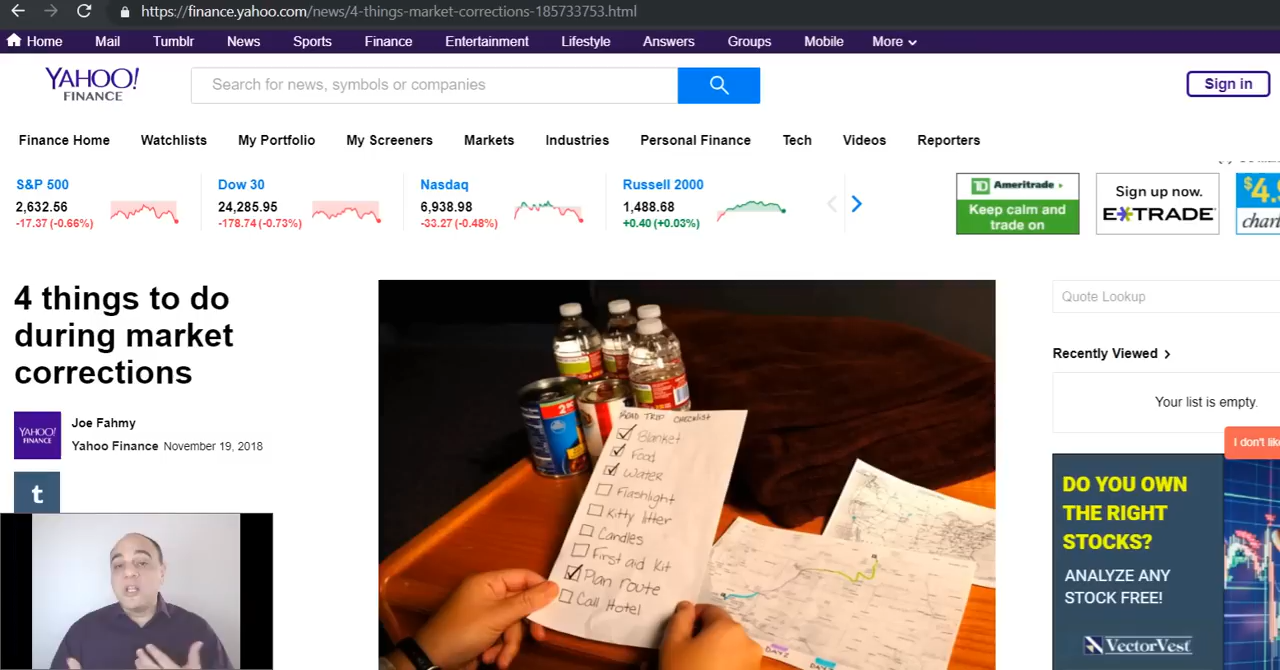 https://finance.yahoo.com/news/4-things-market-corrections-185733753.html
Home Mail Tumblr News Sports Finance Entertainment Lifestyle Answers Groups Mobile More
YAHOO!
FINANCE
Search for news, symbols or companies
Sign in
Finance Home Watchlists My Portfolio My Screeners Markets Industries Personal Finance Tech Videos Reporters
S&P 500
2,632.56
-17.37 (-0.66%)
Dow 30
24,285.95
-178.74 (-0.73%)
Nasdaq
6,938.98
-33.27 (-0.48%)
Russell 2000
1,488.68
+0.40 (+0.03%)
TD Ameritrade
Keep calm and
trade on
Sign up now.
E*TRADE
$4.
4 things to do
during market
corrections
YAHOO!
FINANCE
Joe Fahmy
Yahoo Finance November 19, 2018
t
ROAD TRIP CHECKLIST
Blanket
Food
Water
Flashlight
Kitty litter
Candles
First aid kit
Plan route
Call Hotel
DAY 2
Quote Lookup
Recently Viewed
Your list is empty.
I don't like
DO YOU OWN
THE RIGHT
STOCKS?
ANALYZE ANY
STOCK FREE!
VectorVest